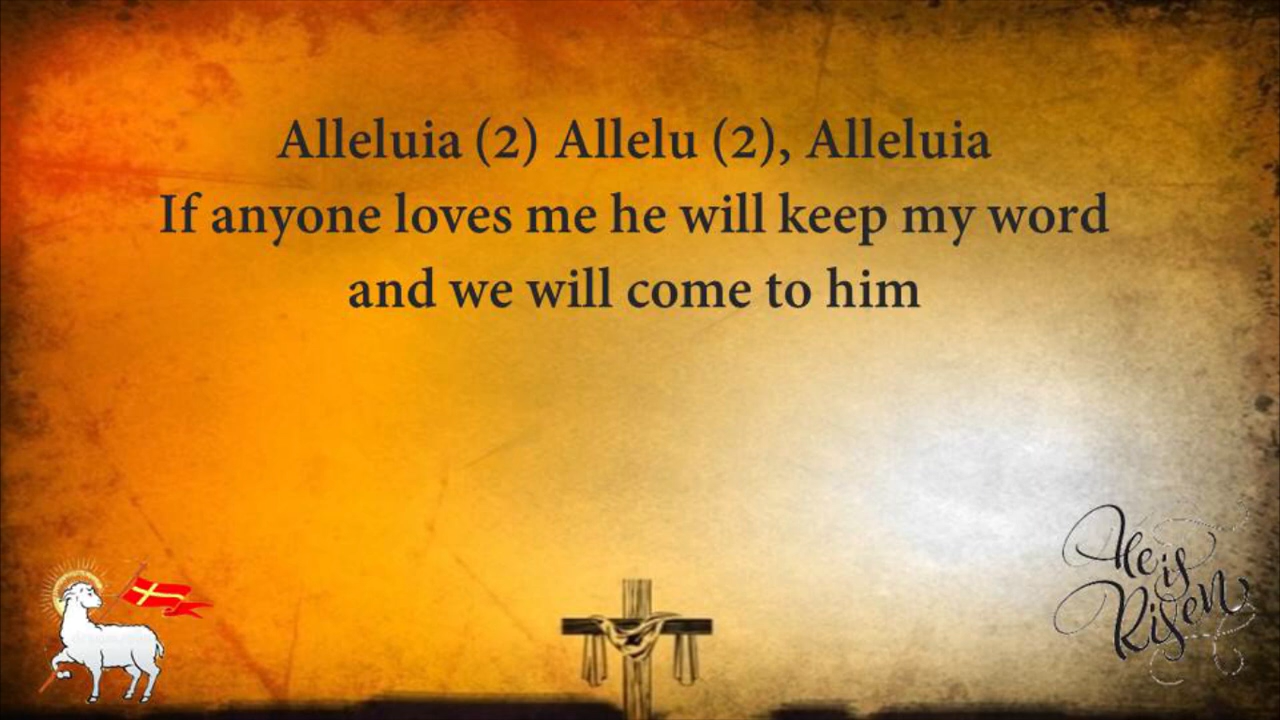 Alleluia (2) Allelu (2), Alleluia
If anyone loves me he will keep my word
and we will come to him
He is
Risen